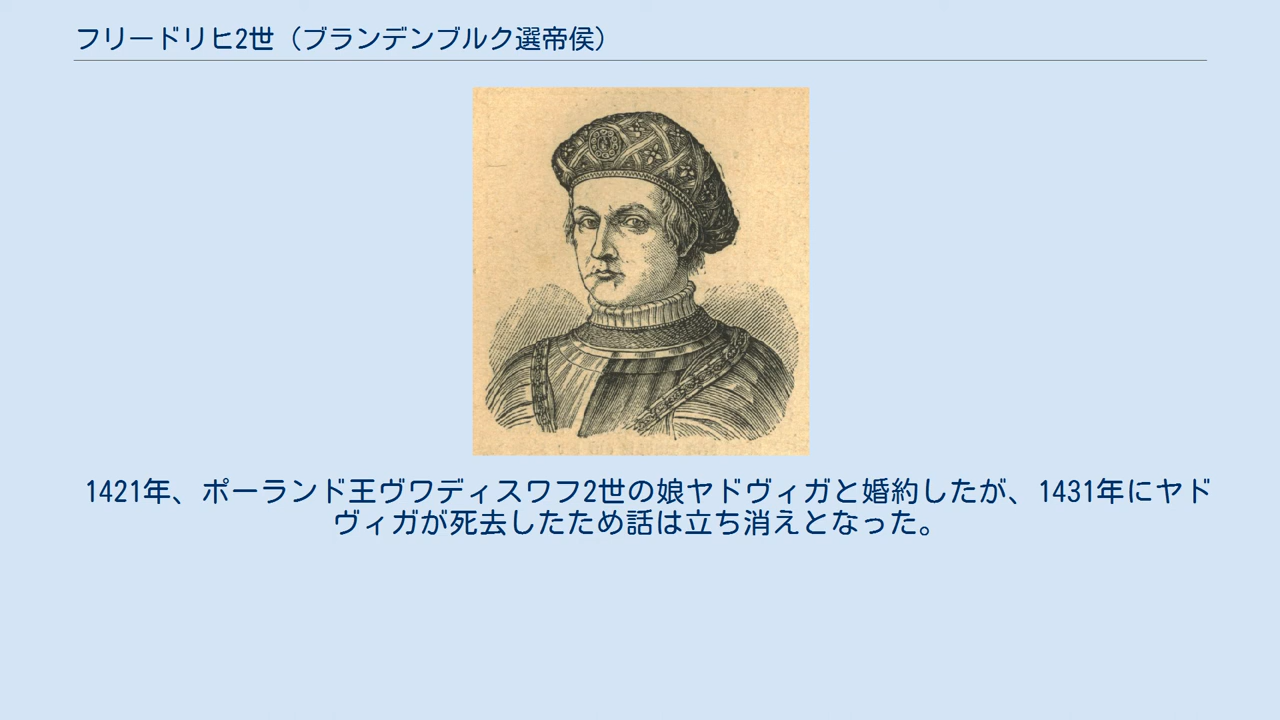 フリードリヒ2世（ブランデンブルク選帝侯）
1421年、ポーランド王ヴワディスワフ2世の娘ヤドヴィガと婚約したが、1431年にヤド
ヴィガが死去したため話は立ち消えとなった。